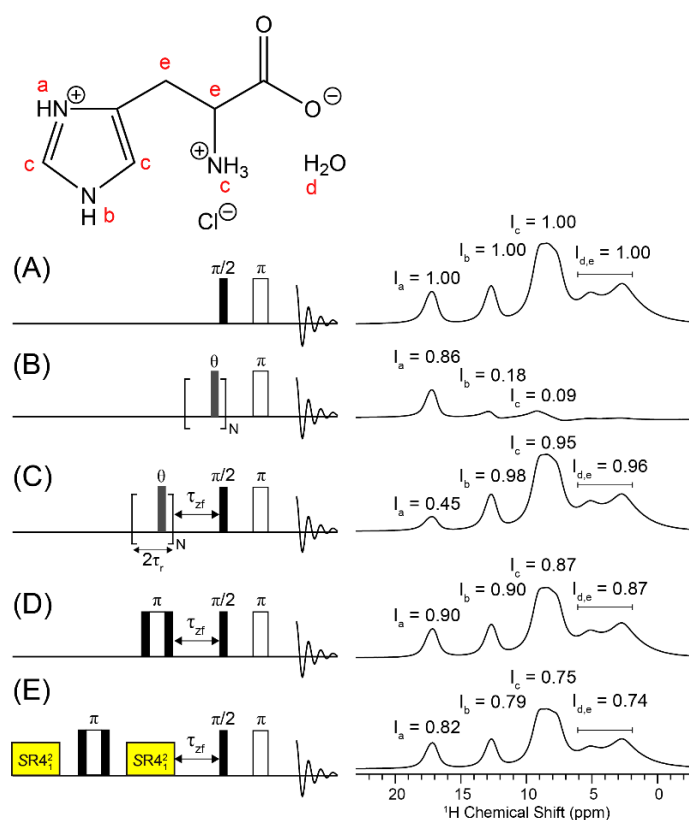 O
a
e
HN⊕
e
O⊖
c
c
⊕
NH3
H2O
N
H
b
c
d
Cl⊖
(A)
π/2
π
Ia = 1.00
Ib = 1.00
Ic = 1.00
Id,e = 1.00
(B)
θ
π
N
Ia = 0.86
Ib = 0.18
Ic = 0.09
(C)
θ
τzf
π/2
π
N
2τr
Ia = 0.45
Ib = 0.98
Ic = 0.95
Id,e = 0.96
(D)
π
τzf
π/2
π
Ia = 0.90
Ib = 0.90
Ic = 0.87
Id,e = 0.87
(E)
SR4²₁
π
SR4²₁
τzf
π/2
π
Ia = 0.82
Ib = 0.79
Ic = 0.75
Id,e = 0.74
20 15 10 5 0
¹H Chemical Shift (ppm)